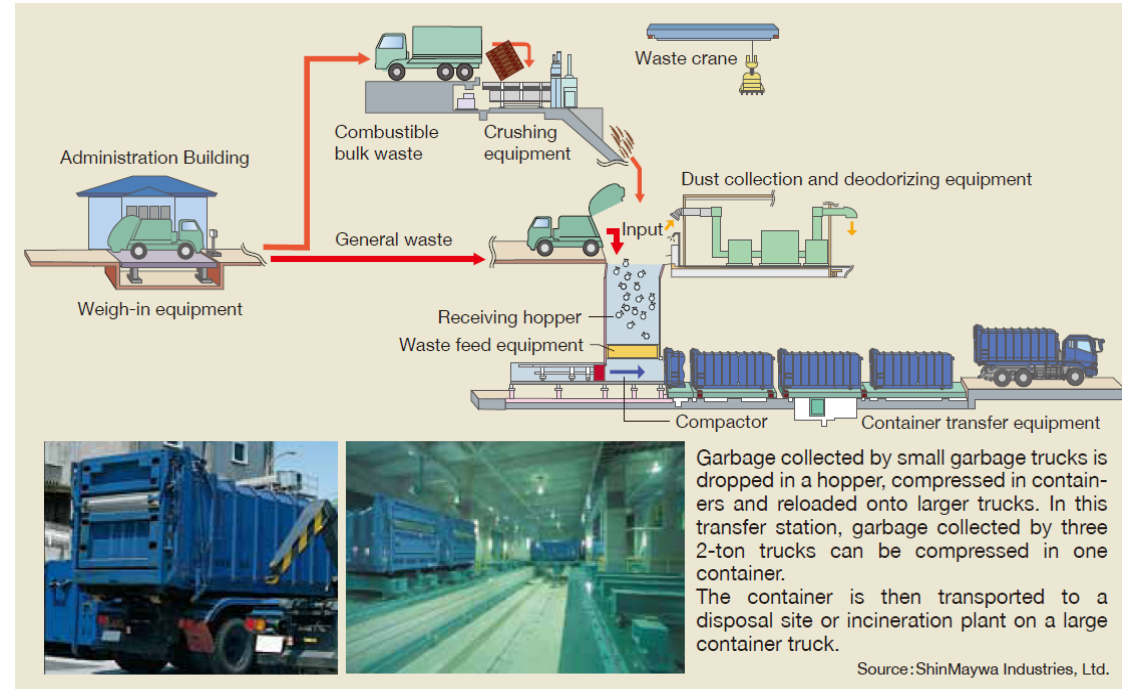 Waste crane
Combustible
bulk waste
Crushing
equipment
Administration Building
Dust collection and deodorizing equipment
General waste
Input
Weigh-in equipment
Receiving hopper
Waste feed equipment
Compactor
Container transfer equipment
Garbage collected by small garbage trucks is
dropped in a hopper, compressed in contain-
ers and reloaded onto larger trucks. In this
transfer station, garbage collected by three
2-ton trucks can be compressed in one
container.
The container is then transported to a
disposal site or incineration plant on a large
container truck.
Source:ShinMaywa Industries, Ltd.